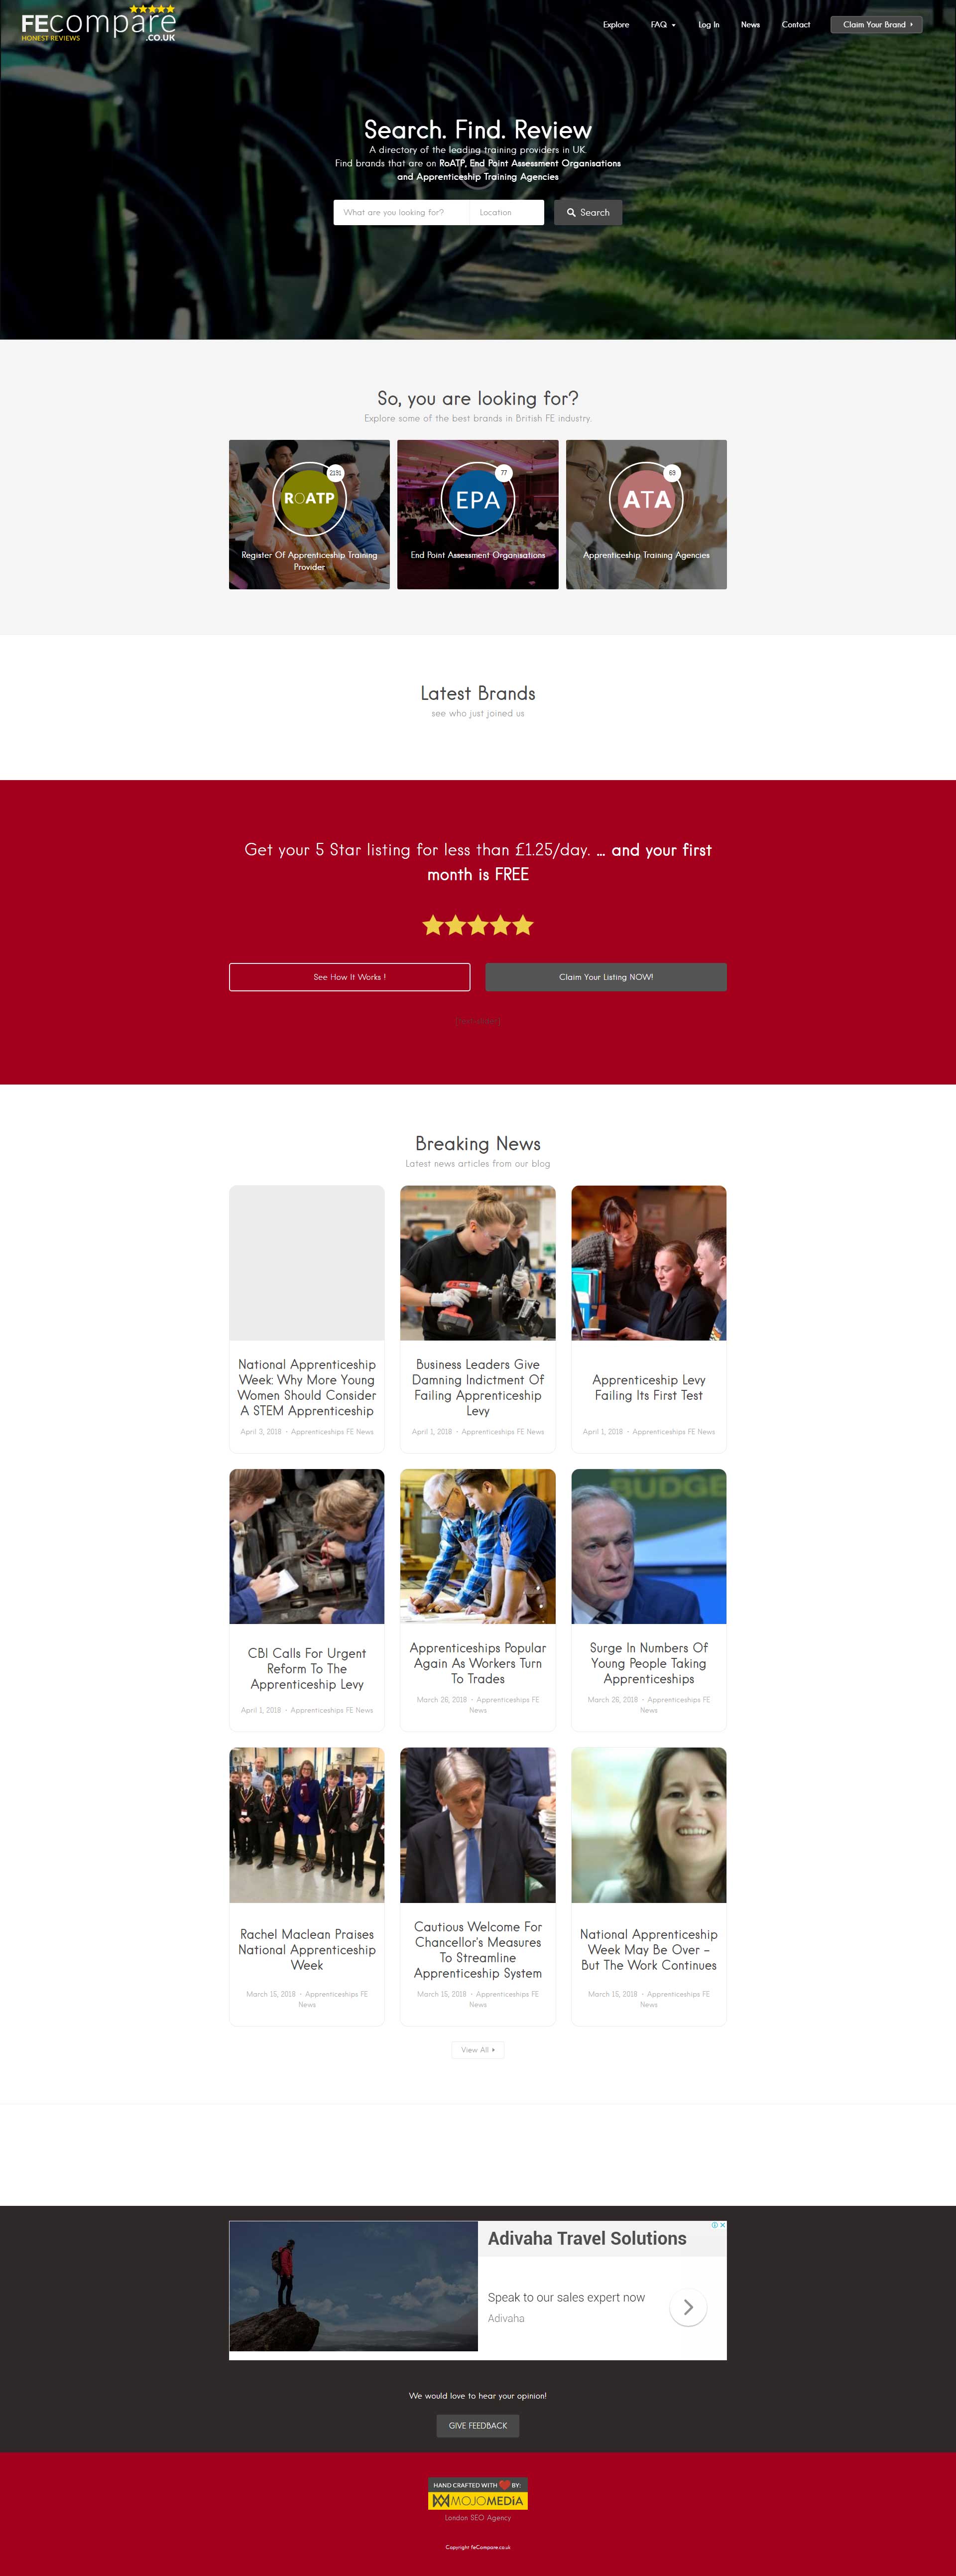 FEcompare
HONEST REVIEWS
.CO.UK
Explore
FAQ
Log In
News
Contact
Claim Your Brand
Search. Find. Review
A directory of the leading training providers in UK.
Find brands that are on RoATP, End Point Assessment Organisations
and Apprenticeship Training Agencies
What are you looking for?
Location
Search
So, you are looking for?
Explore some of the best brands in British FE industry.
2191
ROATP
Register Of Apprenticeship Training
Provider
77
EPA
End Point Assessment Organisations
69
ATA
Apprenticeship Training Agencies
Latest Brands
see who just joined us
Get your 5 Star listing for less than £1.25/day. ... and your first
month is FREE
See How It Works !
Claim Your Listing NOW!
Breaking News
Latest news articles from our blog
National Apprenticeship
Week: Why More Young
Women Should Consider
A STEM Apprenticeship
April 3, 2018 - Apprenticeships FE News
Business Leaders Give
Damning Indictment Of
Failing Apprenticeship
Levy
April 1, 2018 - Apprenticeships FE News
Apprenticeship Levy
Failing Its First Test
April 1, 2018 - Apprenticeships FE News
CBI Calls For Urgent
Reform To The
Apprenticeship Levy
April 1, 2018 - Apprenticeships FE News
Apprenticeships Popular
Again As Workers Turn
To Trades
March 26, 2018 - Apprenticeships FE
News
BUDGE
Surge In Numbers Of
Young People Taking
Apprenticeships
March 26, 2018 - Apprenticeships FE
News
Rachel Maclean Praises
National Apprenticeship
Week
March 15, 2018 - Apprenticeships FE
News
Cautious Welcome For
Chancellor's Measures
To Streamline
Apprenticeship System
March 15, 2018 - Apprenticeships FE
News
National Apprenticeship
Week May Be Over –
But The Work Continues
March 15, 2018 - Apprenticeships FE
News
View All
Adivaha Travel Solutions
Speak to our sales expert now
Adivaha
We would love to hear your opinion!
GIVE FEEDBACK
HAND CRAFTED WITH BY:
MOJOMEDIA
London SEO Agency
Copyright FeCompare.co.uk